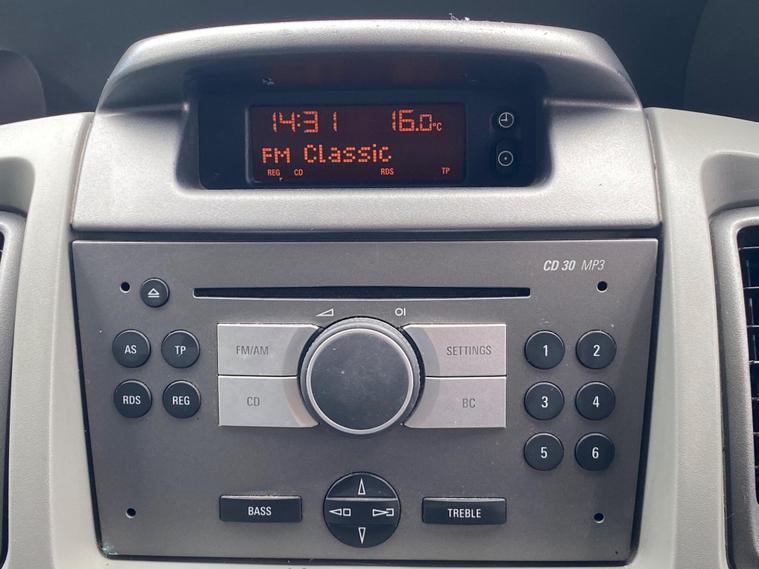 14:31 16.0°C
FM Classic
REG CD RDS TP
CD 30 MP3
AS TP FM/AM SETTINGS 1 2
RDS REG CD BC 3 4
5 6
BASS TREBLE